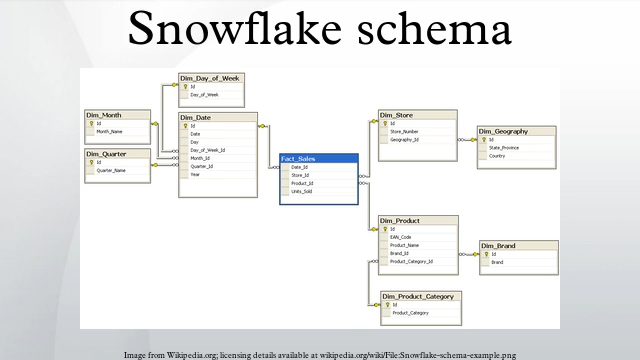 Snowflake schema
Dim_Day_of_Week
Id
Day_of_Week
Dim_Month
Id
Month_Name
Dim_Quarter
Id
Quarter_Name
Dim_Date
Id
Date
Day
Day_of_Week_Id
Month_Id
Quarter_Id
Year
Fact_Sales
Date_Id
Store_Id
Product_Id
Units_Sold
Dim_Store
Id
Store_Number
Geography_Id
Dim_Geography
Id
State_Province
Country
Dim_Product
Id
EAN_Code
Product_Name
Brand_Id
Product_Category_Id
Dim_Brand
Id
Brand
Dim_Product_Category
Id
Product_Category
Image from Wikipedia.org; licensing details available at wikipedia.org/wiki/File:Snowflake-schema-example.png